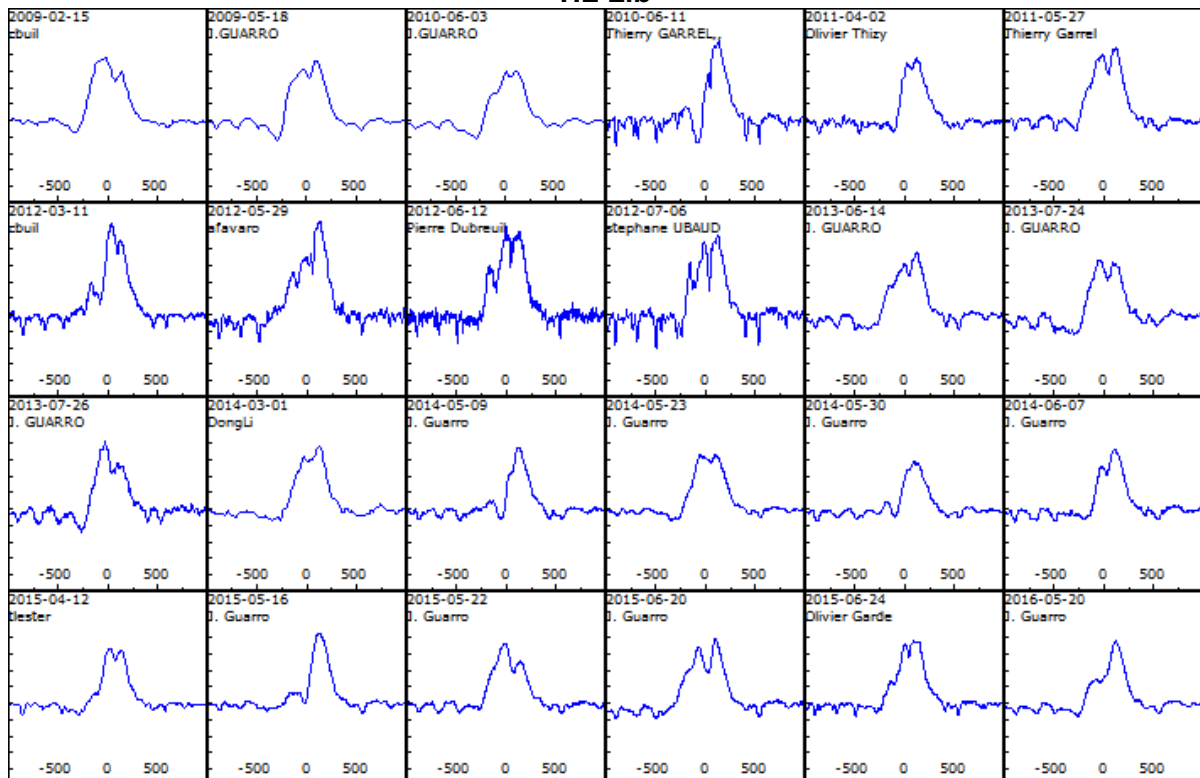 2009-02-15 2009-05-18 2010-06-03 2010-06-11 2011-04-02 2011-05-27
cbuil J.GUARRO J.GUARRO Thierry GARREL, Olivier Thizy Thierry Garrel
-500 0 500 -500 0 500 -500 0 500 -500 0 500 -500 0 500 -500 0 500
2012-03-11 2012-05-29 2012-06-12 2012-07-06 2013-06-14 2013-07-24
cbuil afavaro Pierre Dubreuil stephane UBAUD J. GUARRO J. GUARRO
-500 0 500 -500 0 500 -500 0 500 -500 0 500 -500 0 500 -500 0 500
2013-07-26 2014-03-01 2014-05-09 2014-05-23 2014-05-30 2014-06-07
J. GUARRO DongLi J. Guarro J. Guarro J. Guarro J. Guarro
-500 0 500 -500 0 500 -500 0 500 -500 0 500 -500 0 500 -500 0 500
2015-04-12 2015-05-16 2015-05-22 2015-06-20 2015-06-24 2016-05-20
tlester J. Guarro J. Guarro J. Guarro Olivier Garde J. Guarro
-500 0 500 -500 0 500 -500 0 500 -500 0 500 -500 0 500 -500 0 500